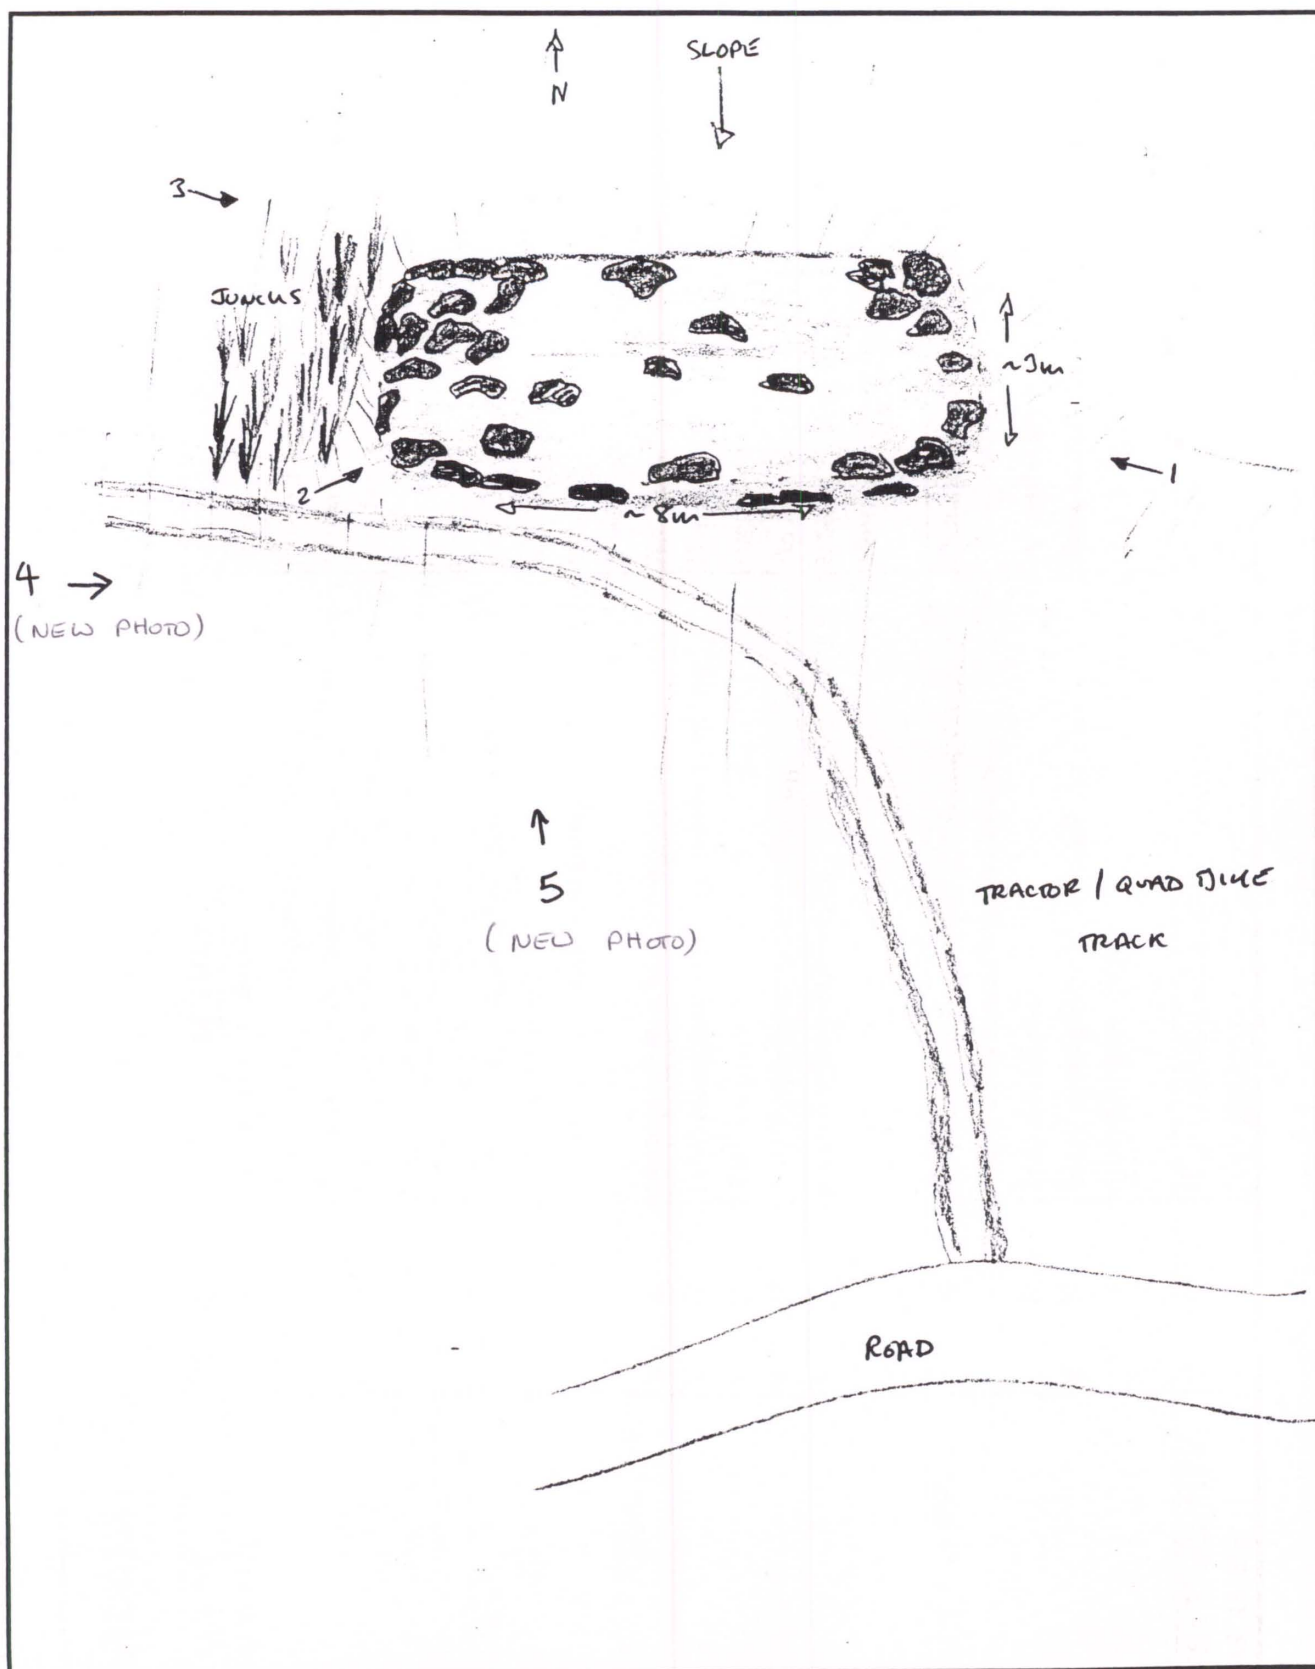 N
SLOPE
3
JUNCUS
~3m
1
2
~8m
4
(NEW PHOTO)
5
(NEW PHOTO)
TRACTOR / QUAD BIKE
TRACK
ROAD